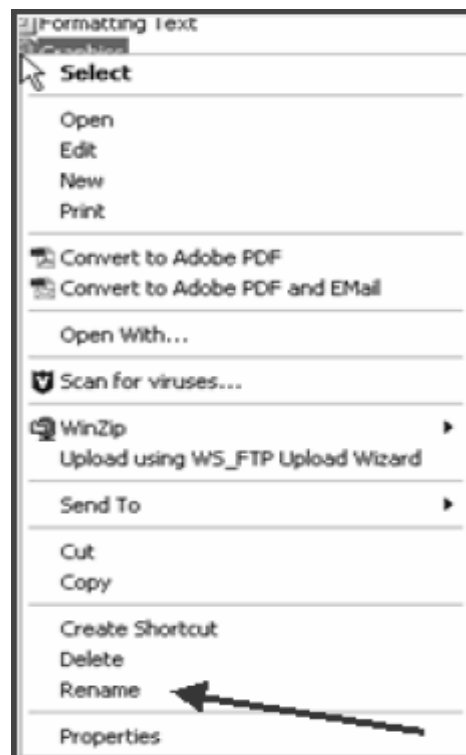 Formatting Text
Graphics
Select
Open
Edit
New
Print
Convert to Adobe PDF
Convert to Adobe PDF and EMail
Open With...
Scan for viruses...
WinZip
Upload using WS_FTP Upload Wizard
Send To
Cut
Copy
Create Shortcut
Delete
Rename
Properties